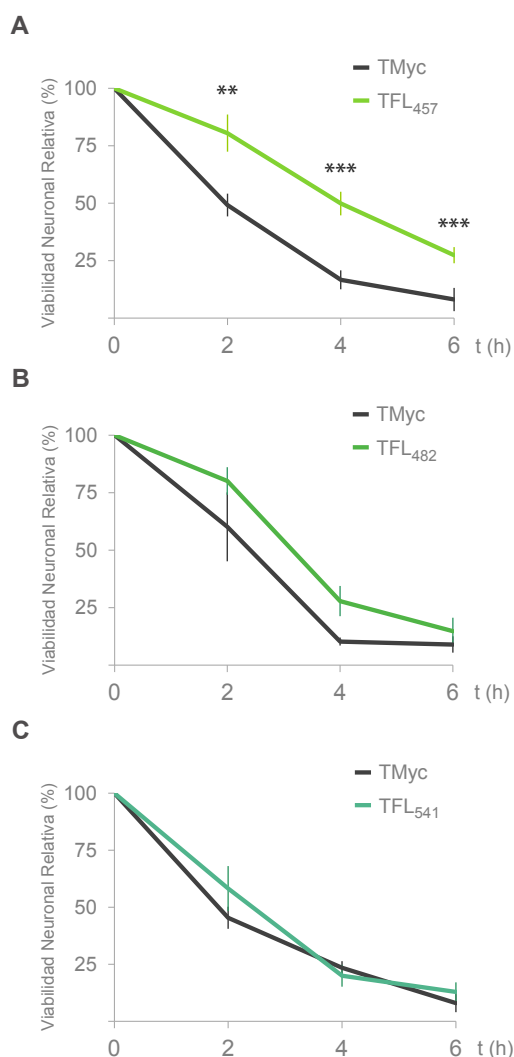 A
Viabilidad Neuronal Relativa (%)
TMyc
TFL457
100
75
50
25
**
***
***
0 2 4 6 t (h)
B
Viabilidad Neuronal Relativa (%)
TMyc
TFL482
100
75
50
25
0 2 4 6 t (h)
C
Viabilidad Neuronal Relativa (%)
TMyc
TFL541
100
75
50
25
0 2 4 6 t (h)